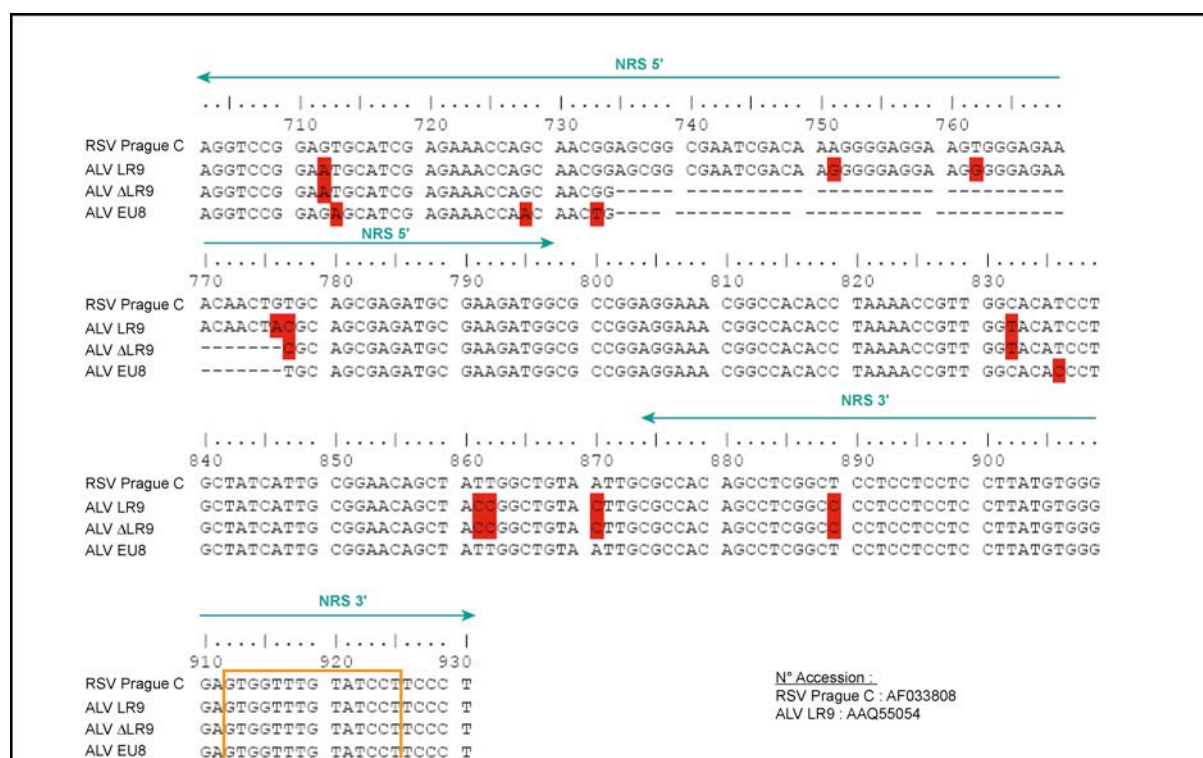 NRS 5'
..|....|....|....|....|....|....|....|....|....|....|....|....|...
710 720 730 740 750 760
RSV Prague C AGGTCCGG GAGTGCATCG AGAAACCAGC AACGGAGCGG CGAATCGACA AAGGGGAGGA AGTGGGAGAA
ALV LR9 AGGTCCGG GAATGCATCG AGAAACCAGC AACGGAGCGG CGAATCGACA AGGGGGAGGA AGGGGGAGAA
ALV ΔLR9 AGGTCCGG GAATGCATCG AGAAACCAGC AACGG----- ---------- ---------- ----------
ALV EU8 AGGTCCGG GAGAGCATCG AGAAACCAAC AACTG----- ---------- ---------- ----------
NRS 5'
|....|....|....|....|....|....|....|....|....|....|....|....|....|...
770 780 790 800 810 820 830
RSV Prague C ACAACTGTGC AGCGAGATGC GAAGATGGCG CCGGAGGAAA CGGCCACACC TAAAACCGTT GGCACATCCT
ALV LR9 ACAACTACGC AGCGAGATGC GAAGATGGCG CCGGAGGAAA CGGCCACACC TAAAACCGTT GGTACATCCT
ALV ΔLR9 -------CGC AGCGAGATGC GAAGATGGCG CCGGAGGAAA CGGCCACACC TAAAACCGTT GGTACATCCT
ALV EU8 -------TGC AGCGAGATGC GAAGATGGCG CCGGAGGAAA CGGCCACACC TAAAACCGTT GGCACACCCT
NRS 3'
|....|....|....|....|....|....|....|....|....|....|....|....|....|...
840 850 860 870 880 890 900
RSV Prague C GCTATCATTG CGGAACAGCT ATTGGCTGTA ATTGCGCCAC AGCCTCGGCT CCTCCTCCTC CTTATGTGGG
ALV LR9 GCTATCATTG CGGAACAGCT ACCGGCTGTA CTTGCGCCAC AGCCTCGGCC CCTCCTCCTC CTTATGTGGG
ALV ΔLR9 GCTATCATTG CGGAACAGCT ACCGGCTGTA CTTGCGCCAC AGCCTCGGCC CCTCCTCCTC CTTATGTGGG
ALV EU8 GCTATCATTG CGGAACAGCT ATTGGCTGTA ATTGCGCCAC AGCCTCGGCT CCTCCTCCTC CTTATGTGGG
NRS 3'
|....|....|....|....|
910 920 930
RSV Prague C GAGTGGTTTG TATCCTTCCC T
ALV LR9 GAGTGGTTTG TATCCTTCCC T
ALV ΔLR9 GAGTGGTTTG TATCCTTCCC T
ALV EU8 GAGTGGTTTG TATCCTTCCC T
N° Accession :
RSV Prague C : AF033808
ALV LR9 : AAQ55054